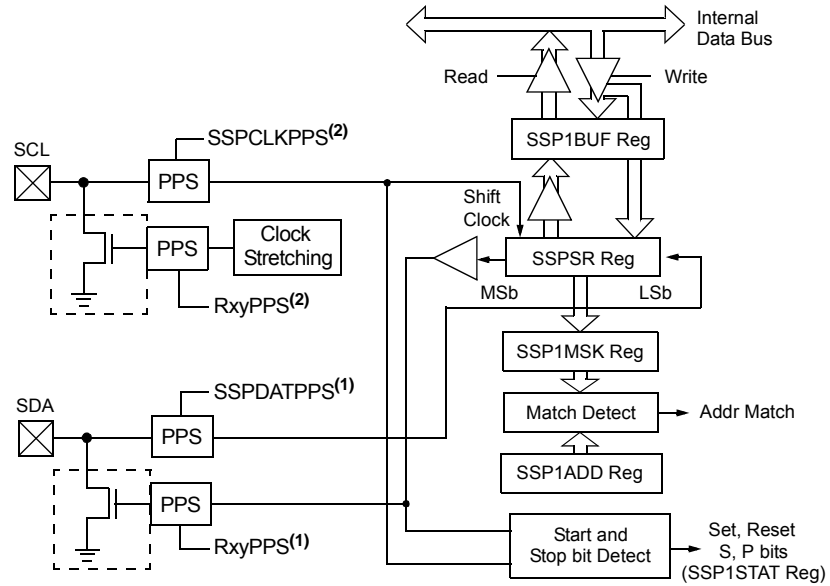 Internal
Data Bus
Read
Write
SSP1BUF Reg
SSPCLKPPS(2)
SCL
PPS
Shift
Clock
PPS
Clock
Stretching
SSPSR Reg
MSb
LSb
RxyPPS(2)
SSP1MSK Reg
SSPDATPPS(1)
SDA
PPS
Match Detect
Addr Match
SSP1ADD Reg
PPS
RxyPPS(1)
Start and
Stop bit Detect
Set, Reset
S, P bits
(SSP1STAT Reg)